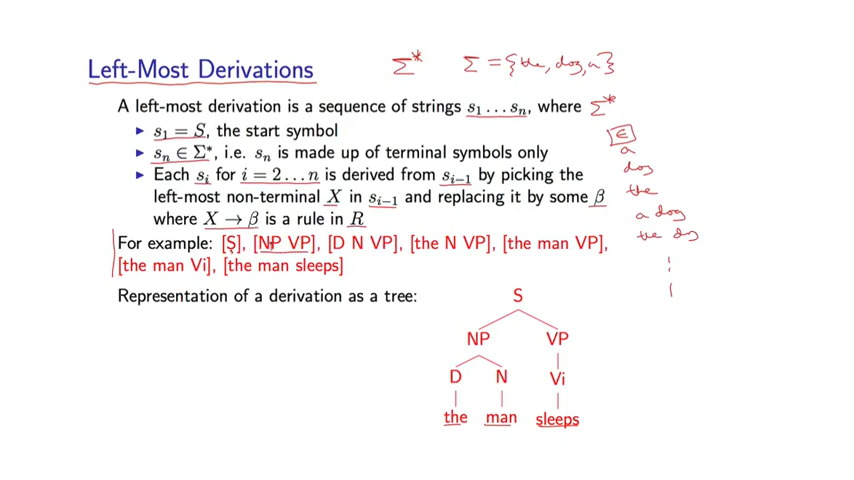 Left-Most Derivations
Σ* Σ = {the, dog, a}
A left-most derivation is a sequence of strings s₁ … sₙ, where
Σ*
▶ s₁ = S, the start symbol
ϵ
▶ sₙ ∈ Σ*, i.e. sₙ is made up of terminal symbols only
a
▶ Each sᵢ for i = 2 … n is derived from sᵢ₋₁ by picking the
dog
left-most non-terminal X in sᵢ₋₁ and replacing it by some β
the
where X → β is a rule in R
a dog
For example: [S], [NP VP], [D N VP], [the N VP], [the man VP],
the dog
[the man Vi], [the man sleeps]
Representation of a derivation as a tree:
S
NP VP
D N Vi
the man sleeps